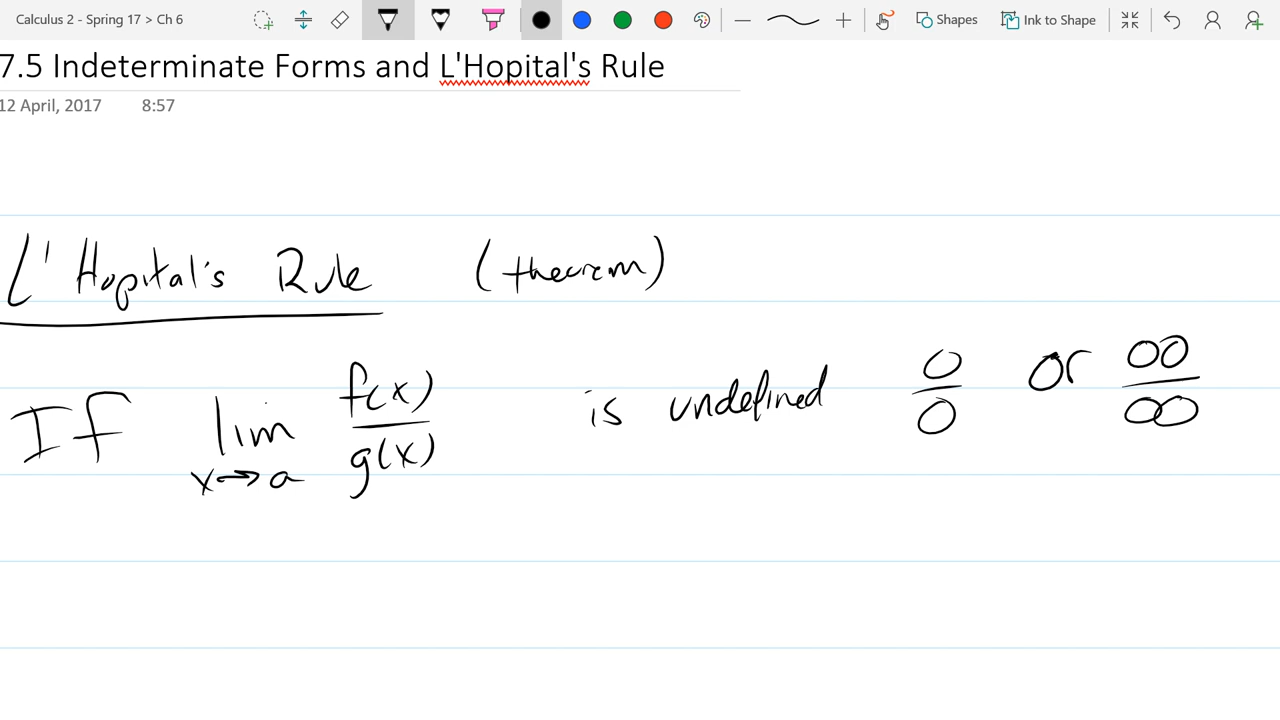 Calculus 2 - Spring 17 > Ch 6
Shapes
Ink to Shape
7.5 Indeterminate Forms and L'Hopital's Rule
12 April, 2017 8:57
L'Hopital's Rule (theorem)
If lim x→a f(x)/g(x) is undefined 0/0 or ∞/∞